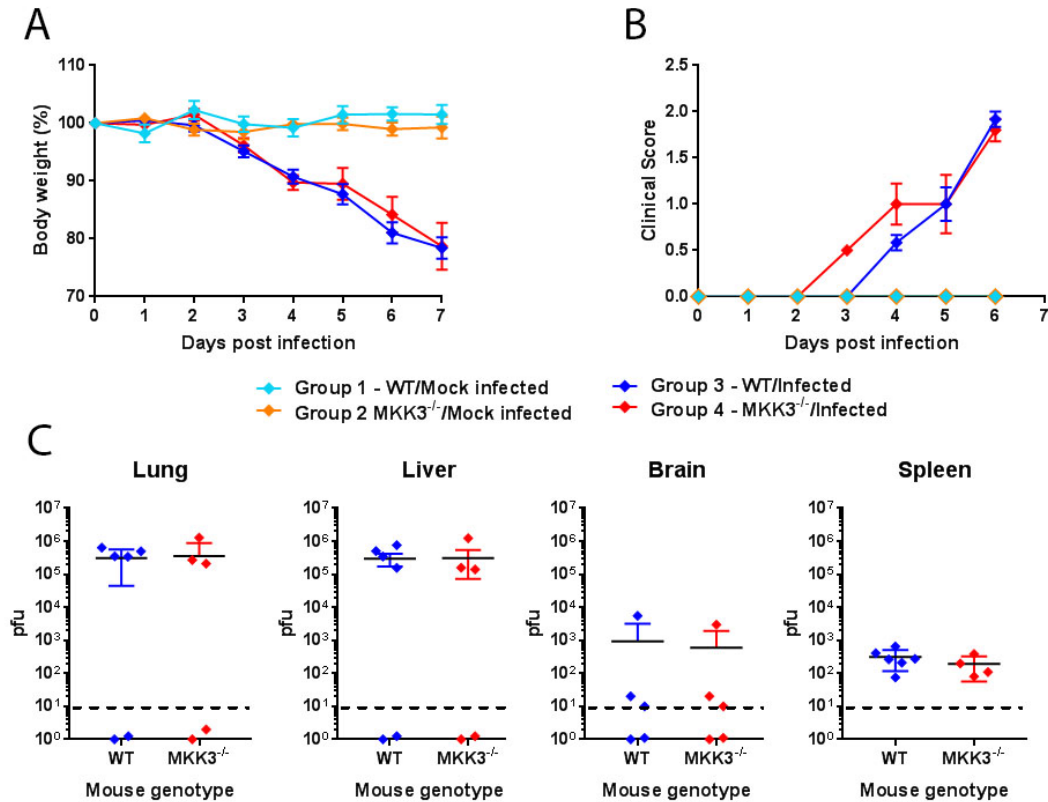 A
B
110
100
90
80
70
Body weight (%)
0 1 2 3 4 5 6 7
Days post infection
2.5
2.0
1.5
1.0
0.5
0.0
Clinical Score
0 1 2 3 4 5 6 7
Days post infection
Group 1 - WT/Mock infected
Group 2 MKK3⁻/⁻/Mock infected
Group 3 - WT/Infected
Group 4 - MKK3⁻/⁻/Infected
C
Lung
10⁷
10⁶
10⁵
10⁴
10³
10²
10¹
10⁰
pfu
WT MKK3⁻/⁻
Mouse genotype
Liver
10⁷
10⁶
10⁵
10⁴
10³
10²
10¹
10⁰
pfu
WT MKK3⁻/⁻
Mouse genotype
Brain
10⁷
10⁶
10⁵
10⁴
10³
10²
10¹
10⁰
pfu
WT MKK3⁻/⁻
Mouse genotype
Spleen
10⁷
10⁶
10⁵
10⁴
10³
10²
10¹
10⁰
pfu
WT MKK3⁻/⁻
Mouse genotype